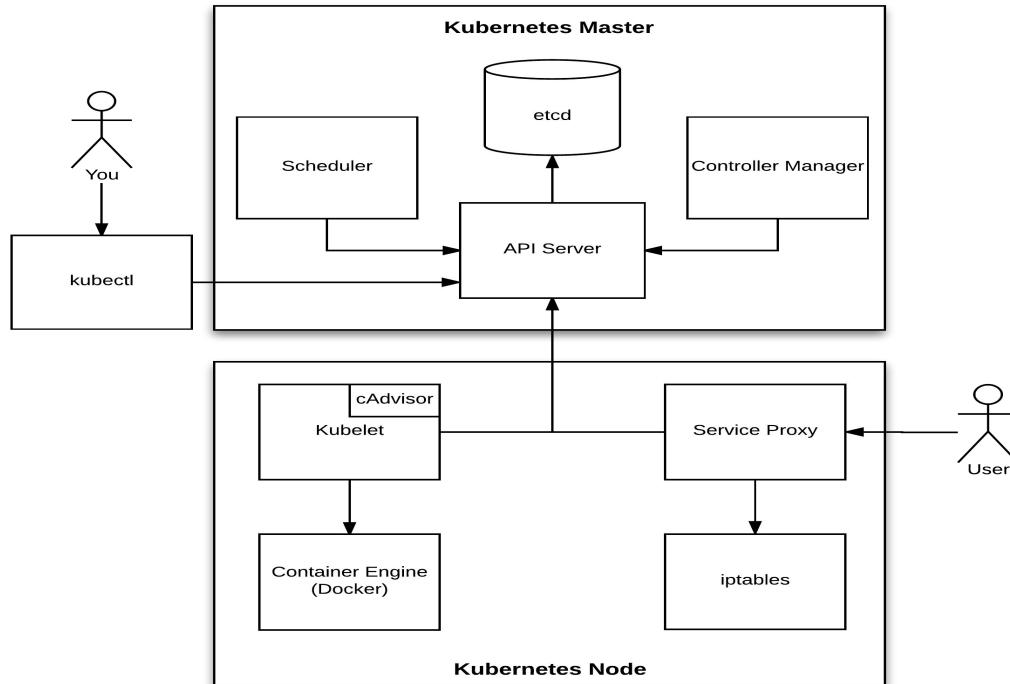 Kubernetes Master
etcd
Scheduler
Controller Manager
You
API Server
kubectl
cAdvisor
Kubelet
Service Proxy
User
Container Engine
(Docker)
iptables
Kubernetes Node